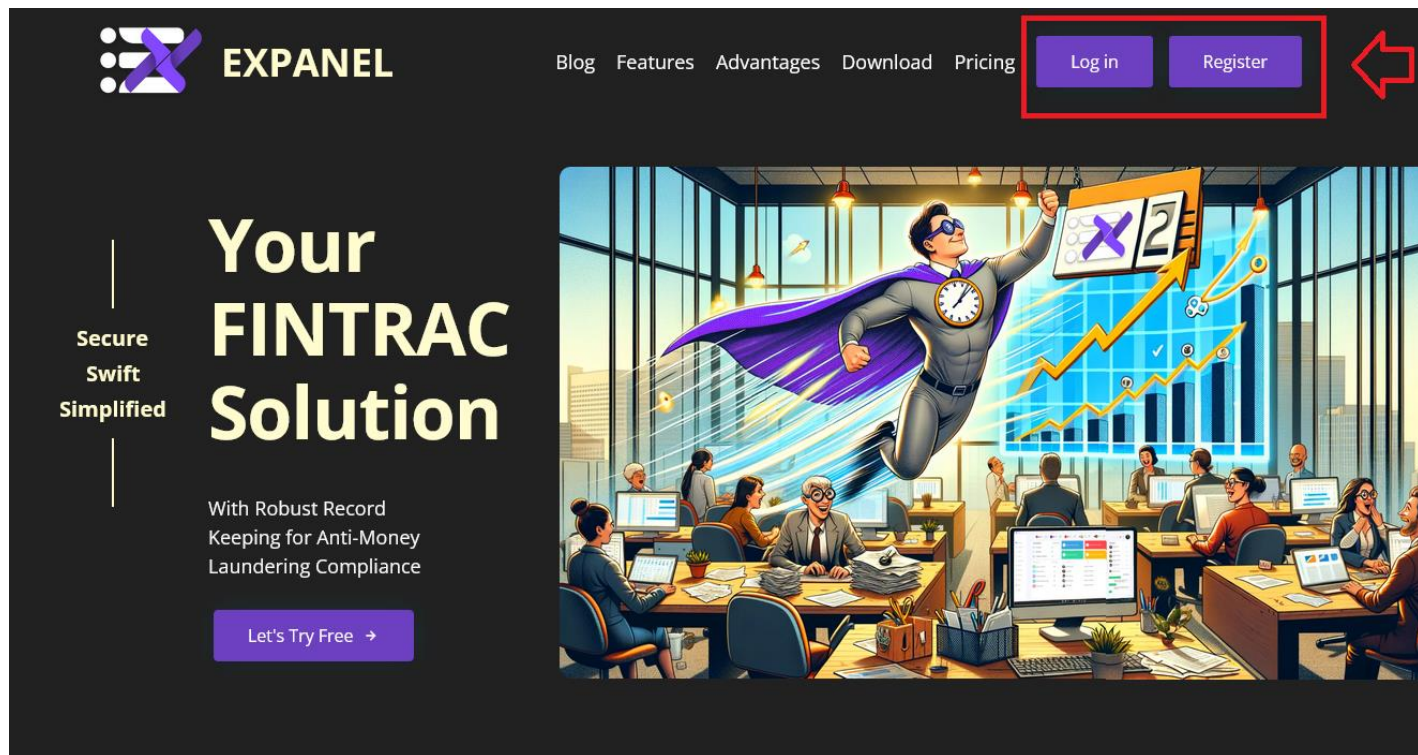 EXPANEL
Blog Features Advantages Download Pricing Log in Register
Your
FINTRAC
Solution
Secure
Swift
Simplified
With Robust Record
Keeping for Anti-Money
Laundering Compliance
Let's Try Free →
2